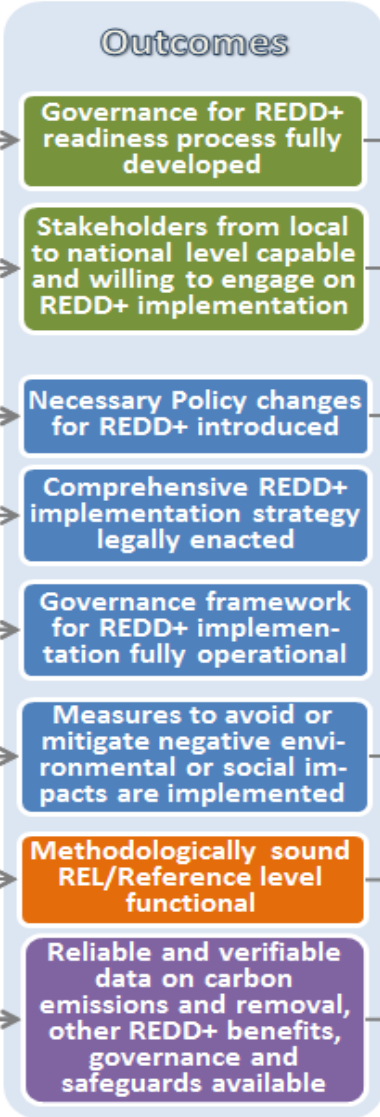 Outcomes
Governance for REDD+
readiness process fully
developed
Stakeholders from local
to national level capable
and willing to engage on
REDD+ implementation
Necessary Policy changes
for REDD+ introduced
Comprehensive REDD+
implementation strategy
legally enacted
Governance framework
for REDD+ implemen-
tation fully operational
Measures to avoid or
mitigate negative envi-
ronmental or social im-
pacts are implemented
Methodologically sound
REL/Reference level
functional
Reliable and verifiable
data on carbon
emissions and removal,
other REDD+ benefits,
governance and
safeguards available